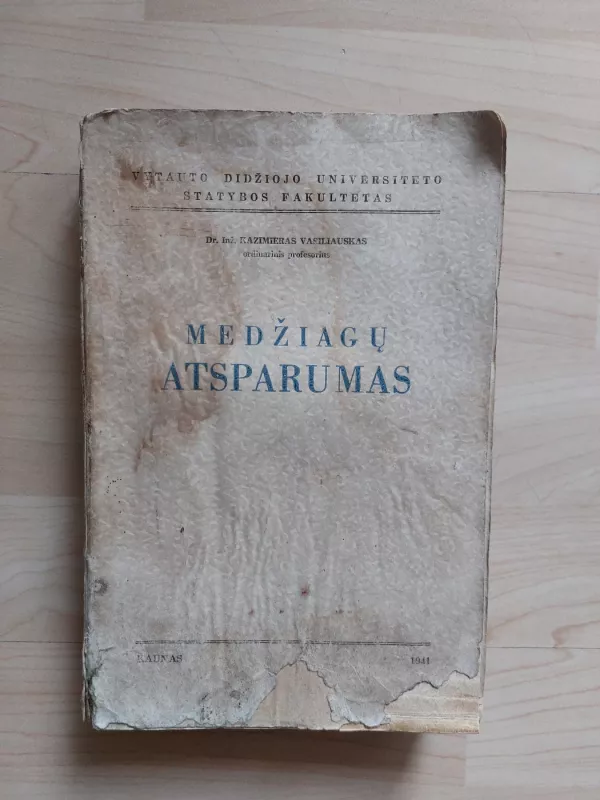 VYTAUTO DIDŽIOJO UNIVERSITETO
STATYBOS FAKULTETAS
Dr. Inž. KAZIMIERAS VASILIAUSKAS
ordinarinis profesorius
MEDŽIAGŲ
ATSPARUMAS
KAUNAS 1941